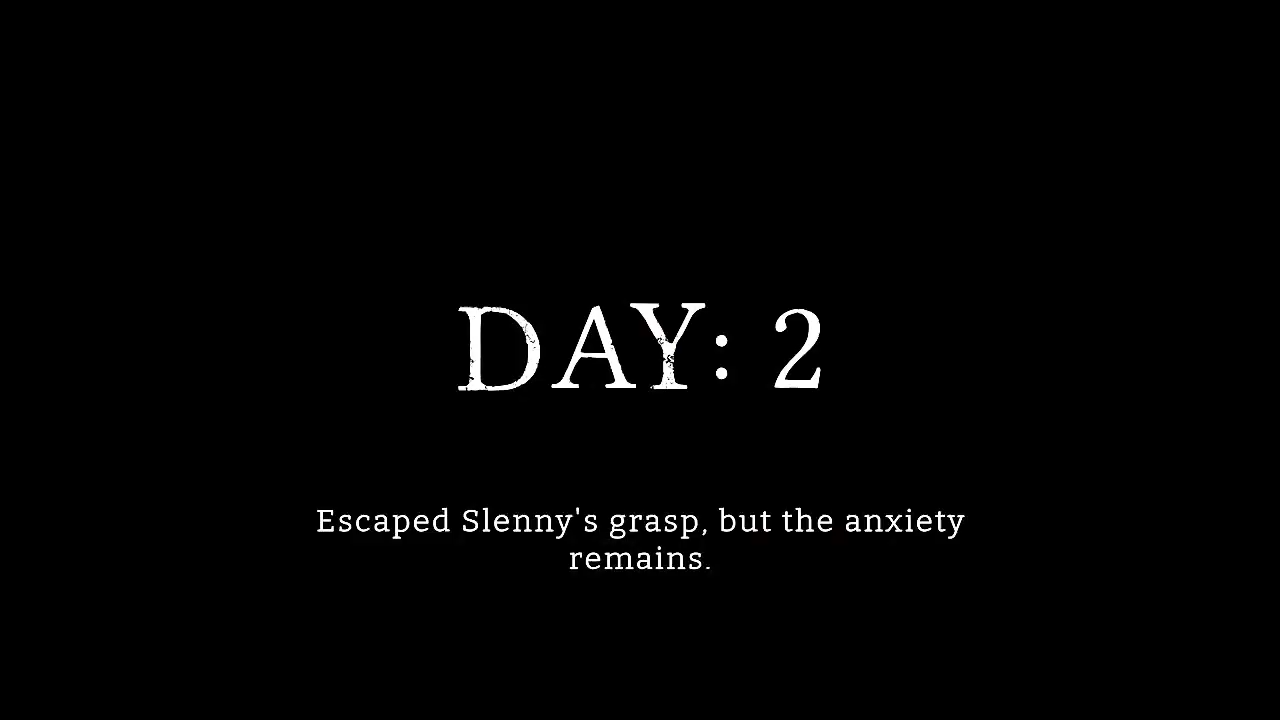 DAY: 2
Escaped Slenny's grasp, but the anxiety
remains.